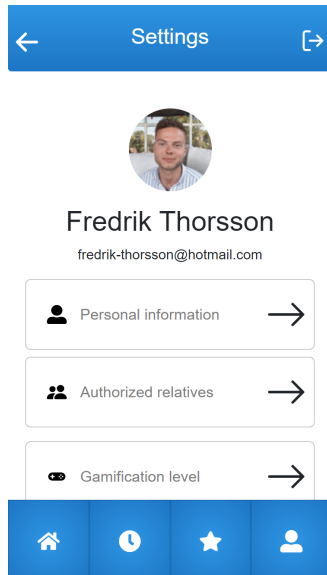 Settings
Fredrik Thorsson
fredrik-thorsson@hotmail.com
Personal information
Authorized relatives
Gamification level